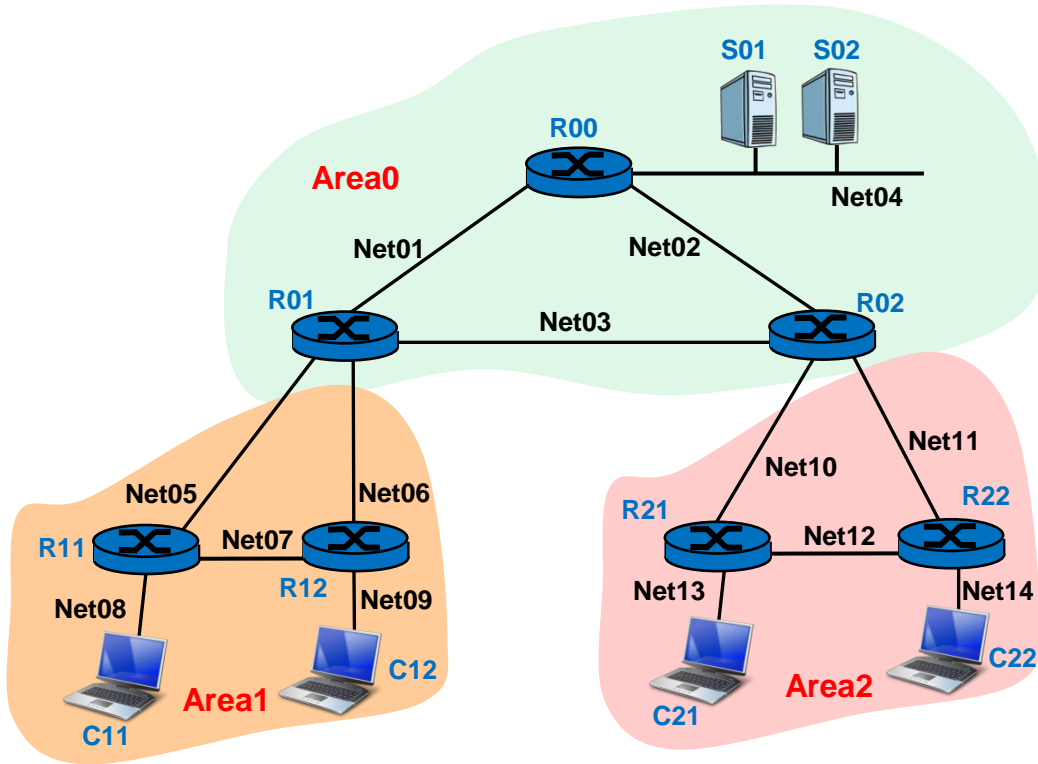 S01
S02
R00
Area0
Net04
Net01
Net02
R01
R02
Net03
Net05
Net06
Net10
Net11
R11
Net07
R12
R21
Net12
R22
Net08
Net09
Net13
Net14
C11
C12
Area1
C21
Area2
C22